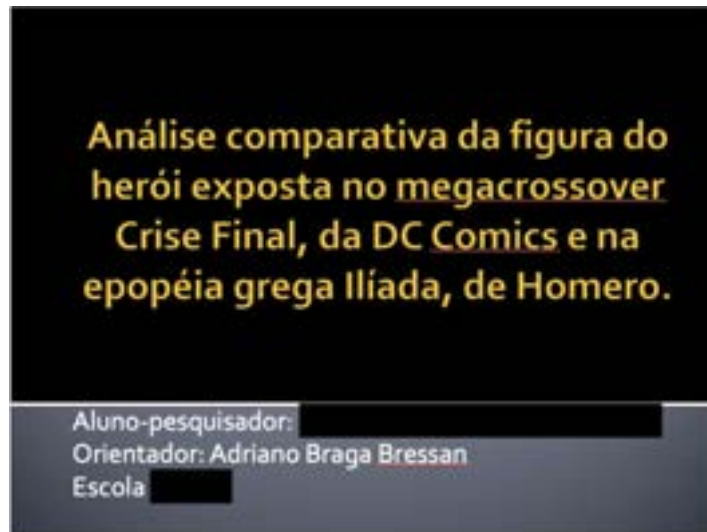 Análise comparativa da figura do
herói exposta no megacrossover
Crise Final, da DC Comics e na
epopéia grega Ilíada, de Homero.
Aluno-pesquisador:
Orientador: Adriano Braga Bressan
Escola